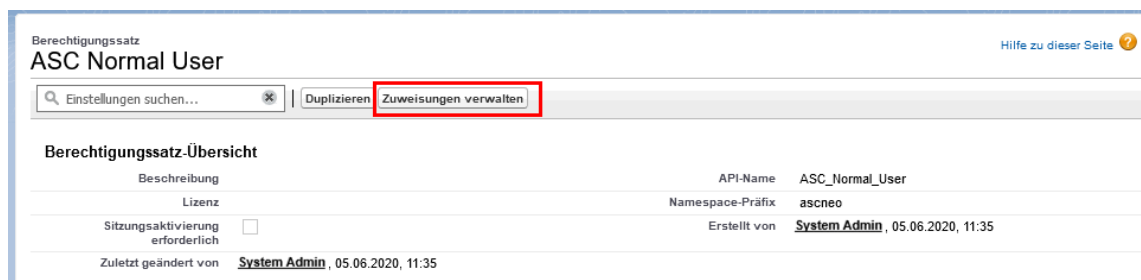 Berechtigungssatz
ASC Normal User
Hilfe zu dieser Seite ?
Einstellungen suchen...
Duplizieren Zuweisungen verwalten
Berechtigungssatz-Übersicht
Beschreibung API-Name ASC_Normal_User
Lizenz Namespace-Präfix ascneo
Sitzungsaktivierung
erforderlich
Erstellt von System Admin , 05.06.2020, 11:35
Zuletzt geändert von System Admin , 05.06.2020, 11:35